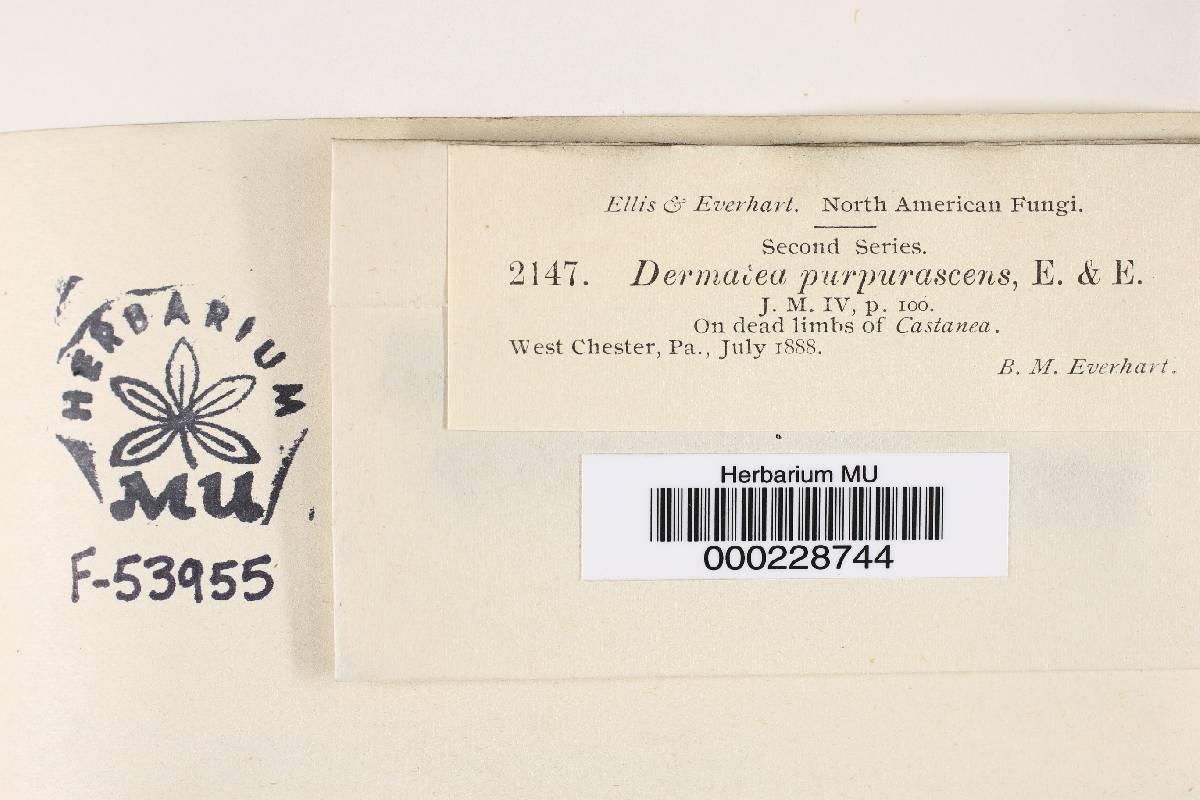 Ellis & Everhart. North American Fungi.
Second Series.
2147. Dermatea purpurascens, E. & E.
J. M. IV, p. 100.
On dead limbs of Castanea.
West Chester, Pa., July 1888.
B. M. Everhart.
HERBARIUM
MU
F-53955
Herbarium MU
000228744